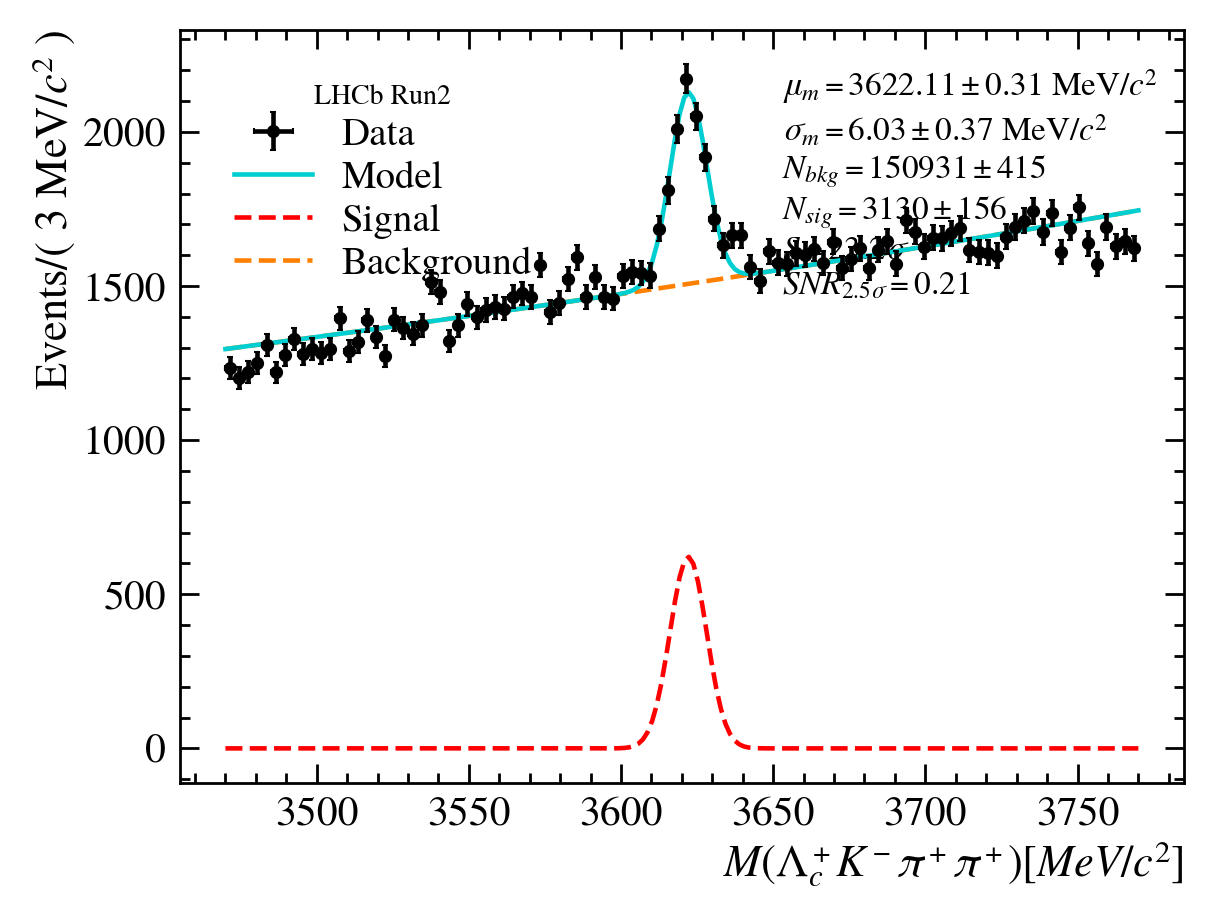 Events/( 3 MeV/c² )
2000
1500
1000
500
0
LHCb Run2
Data
Model
Signal
Background
μₘ = 3622.11 ± 0.31 MeV/c²
σₘ = 6.03 ± 0.37 MeV/c²
N_bkg = 150931 ± 415
N_sig = 3130 ± 156
SNR_2.5σ = 0.21
3500
3550
3600
3650
3700
3750
M(Λ_c⁺K⁻π⁺π⁺)[MeV/c²]